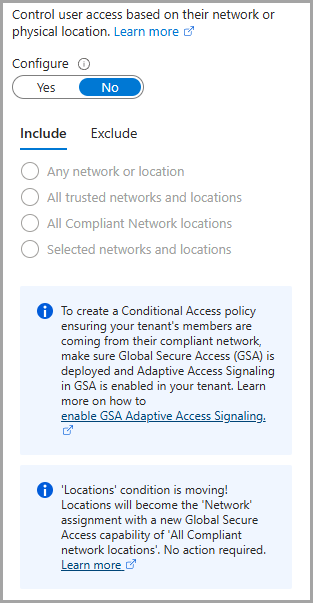 Control user access based on their network or
physical location. Learn more
Configure
Yes No
Include Exclude
Any network or location
All trusted networks and locations
All Compliant Network locations
Selected networks and locations
To create a Conditional Access policy
ensuring your tenant's members are
coming from their compliant network,
make sure Global Secure Access (GSA) is
deployed and Adaptive Access Signaling
in GSA is enabled in your tenant. Learn
more on how to
enable GSA Adaptive Access Signaling.
'Locations' condition is moving!
Locations will become the 'Network'
assignment with a new Global Secure
Access capability of 'All Compliant
network locations'. No action required.
Learn more